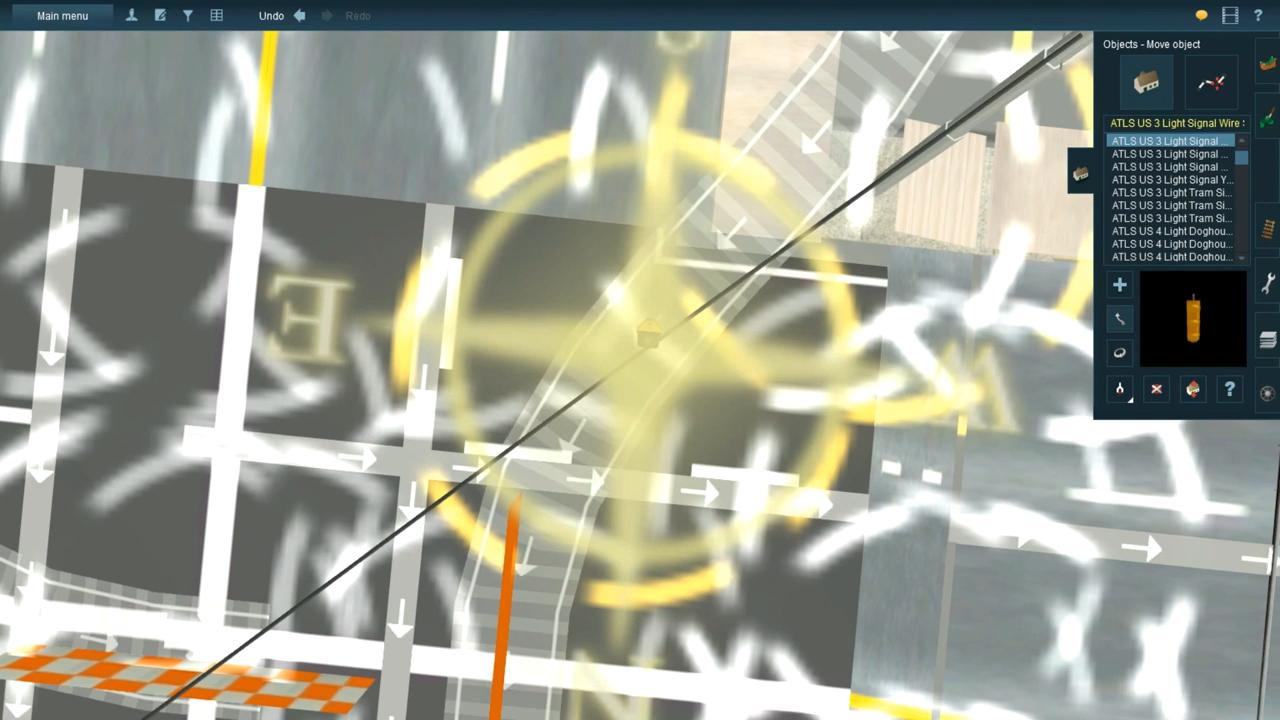 Main menu
Undo
Redo
?
Objects - Move object
ATLS US 3 Light Signal Wire
ATLS US 3 Light Signal ...
ATLS US 3 Light Signal ...
ATLS US 3 Light Signal ...
ATLS US 3 Light Signal Y...
ATLS US 3 Light Tram Si...
ATLS US 3 Light Tram Si...
ATLS US 3 Light Tram Si...
ATLS US 4 Light Doghou...
ATLS US 4 Light Doghou...
ATLS US 4 Light Doghou...
?
E
N